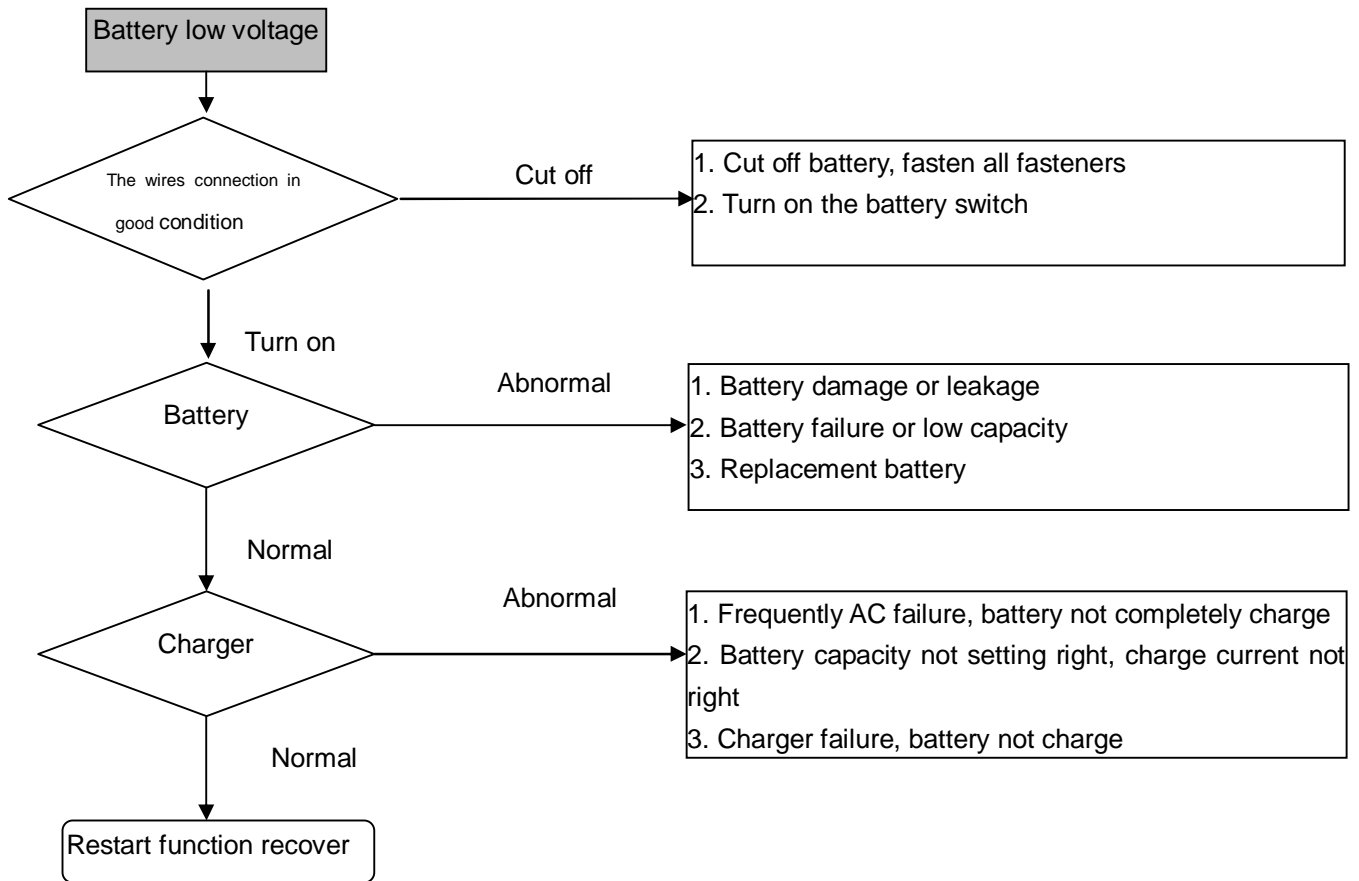 Battery low voltage
The wires connection in
good condition
Cut off
1. Cut off battery, fasten all fasteners
2. Turn on the battery switch
Turn on
Battery
Abnormal
1. Battery damage or leakage
2. Battery failure or low capacity
3. Replacement battery
Normal
Charger
Abnormal
1. Frequently AC failure, battery not completely charge
2. Battery capacity not setting right, charge current not
right
3. Charger failure, battery not charge
Normal
Restart function recover